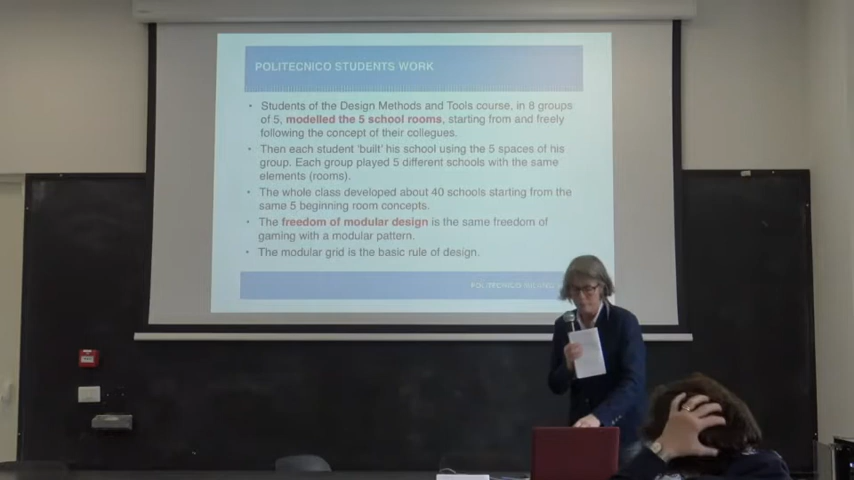 POLITECNICO STUDENTS WORK
• Students of the Design Methods and Tools course, in 8 groups
of 5, modelled the 5 school rooms, starting from and freely
following the concept of their collegues.
• Then each student 'built' his school using the 5 spaces of his
group. Each group played 5 different schools with the same
elements (rooms).
• The whole class developed about 40 schools starting from the
same 5 beginning room concepts.
• The freedom of modular design is the same freedom of
gaming with a modular pattern.
• The modular grid is the basic rule of design.
POLITECNICO